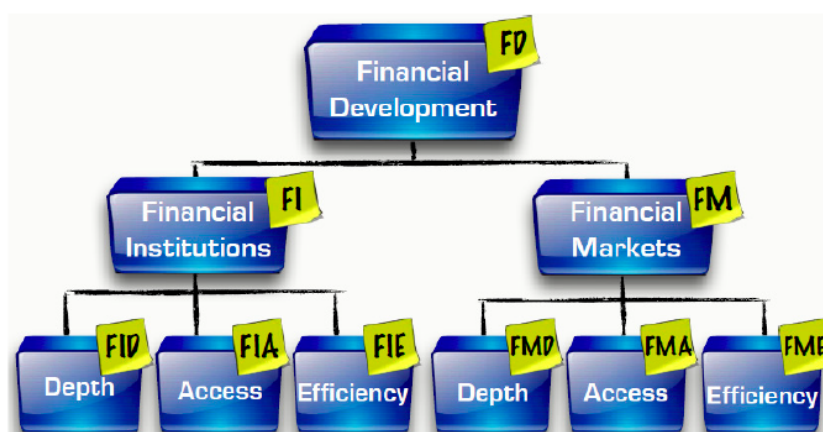 FD
Financial
Development
FI
Financial
Institutions
FM
Financial
Markets
FID
Depth
FIA
Access
FIE
Efficiency
FMD
Depth
FMA
Access
FME
Efficiency